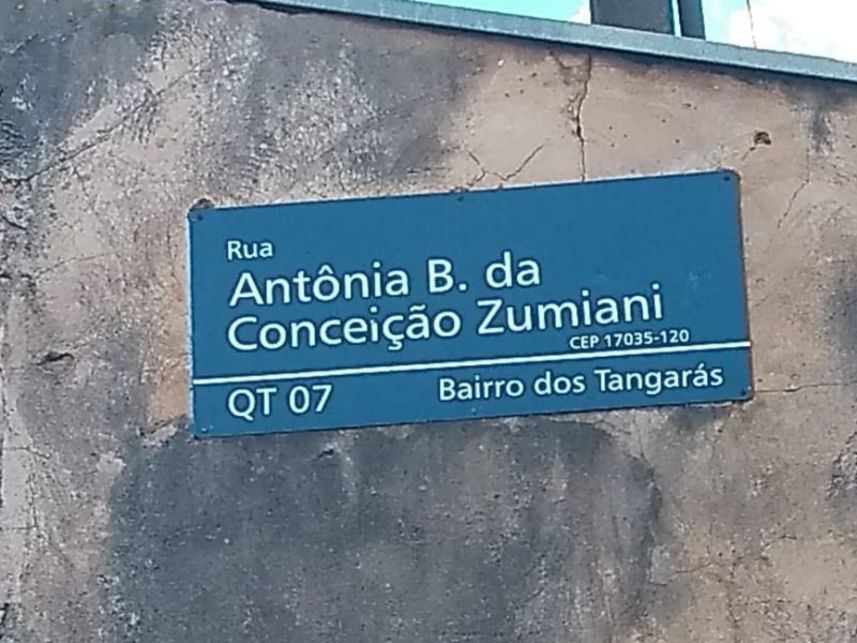 Rua
Antônia B. da
Conceição Zumiani
CEP 17035-120
QT 07
Bairro dos Tangarás